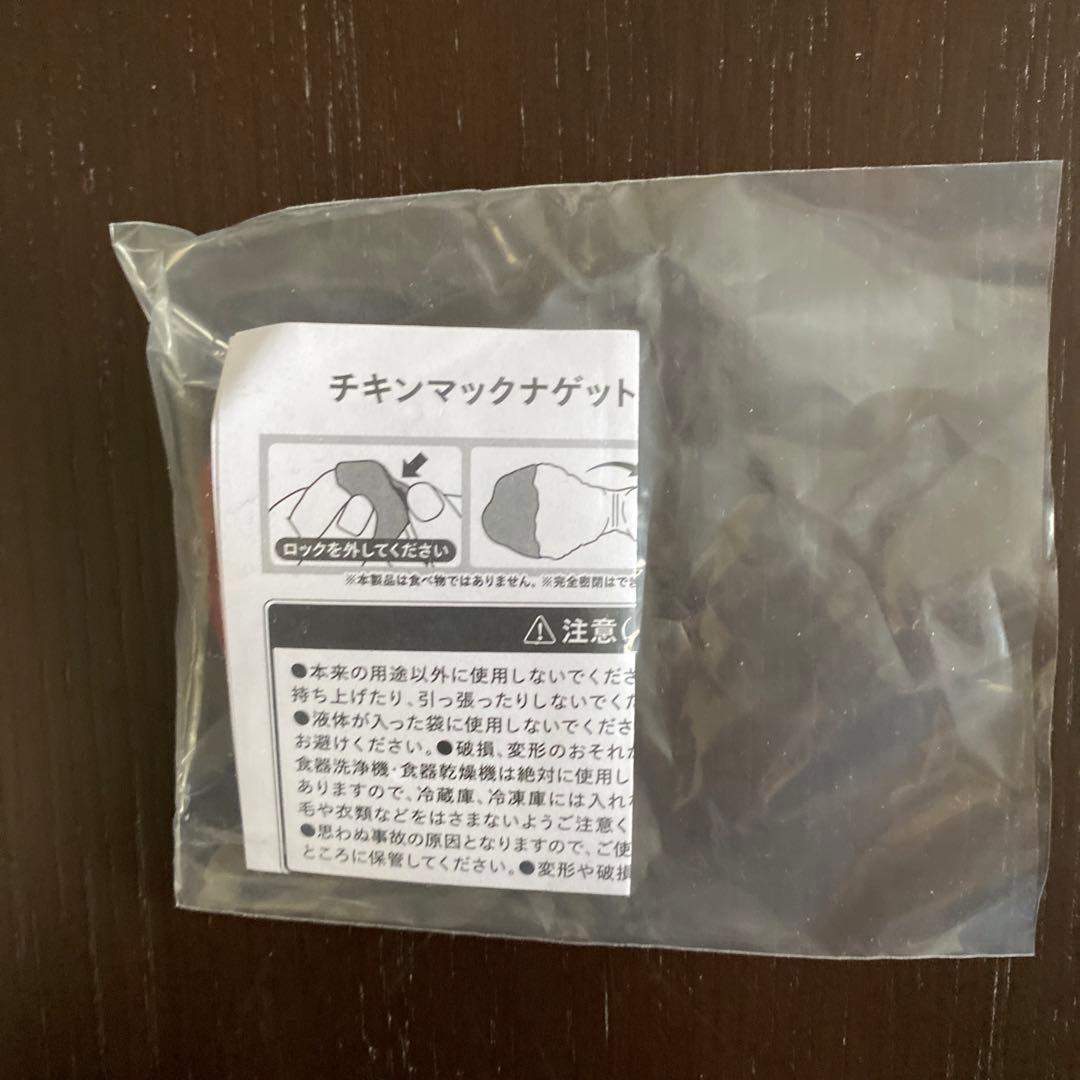 チキンマックナゲット
ロックを外してください
※本製品は食べ物ではありません。※完全密閉はでき
⚠注意
●本来の用途以外に使用しないでくださ
持ち上げたり、引っ張ったりしないでくた
●液体が入った袋に使用しないでくださ
お避けください。●破損、変形のおそれが
食器洗浄機・食器乾燥機は絶対に使用し
ありますので、冷蔵庫、冷凍庫には入れ
毛や衣類などをはさまないようご注意く
●思わぬ事故の原因となりますので、ご使
ところに保管してください。●変形や破損